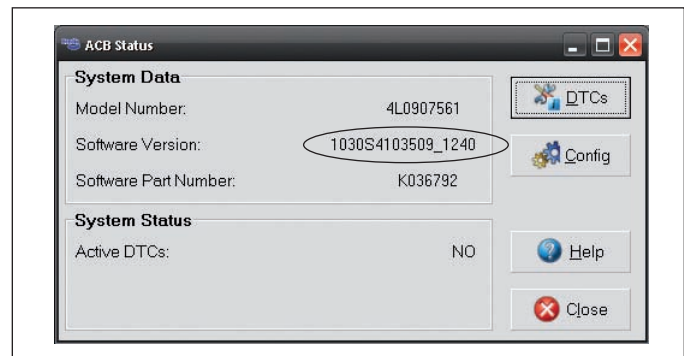 ACB Status
System Data
Model Number: 4L0907561
Software Version: 1030S4103509_1240
Software Part Number: K036792
System Status
Active DTCs: NO
DTCs
Config
Help
Close